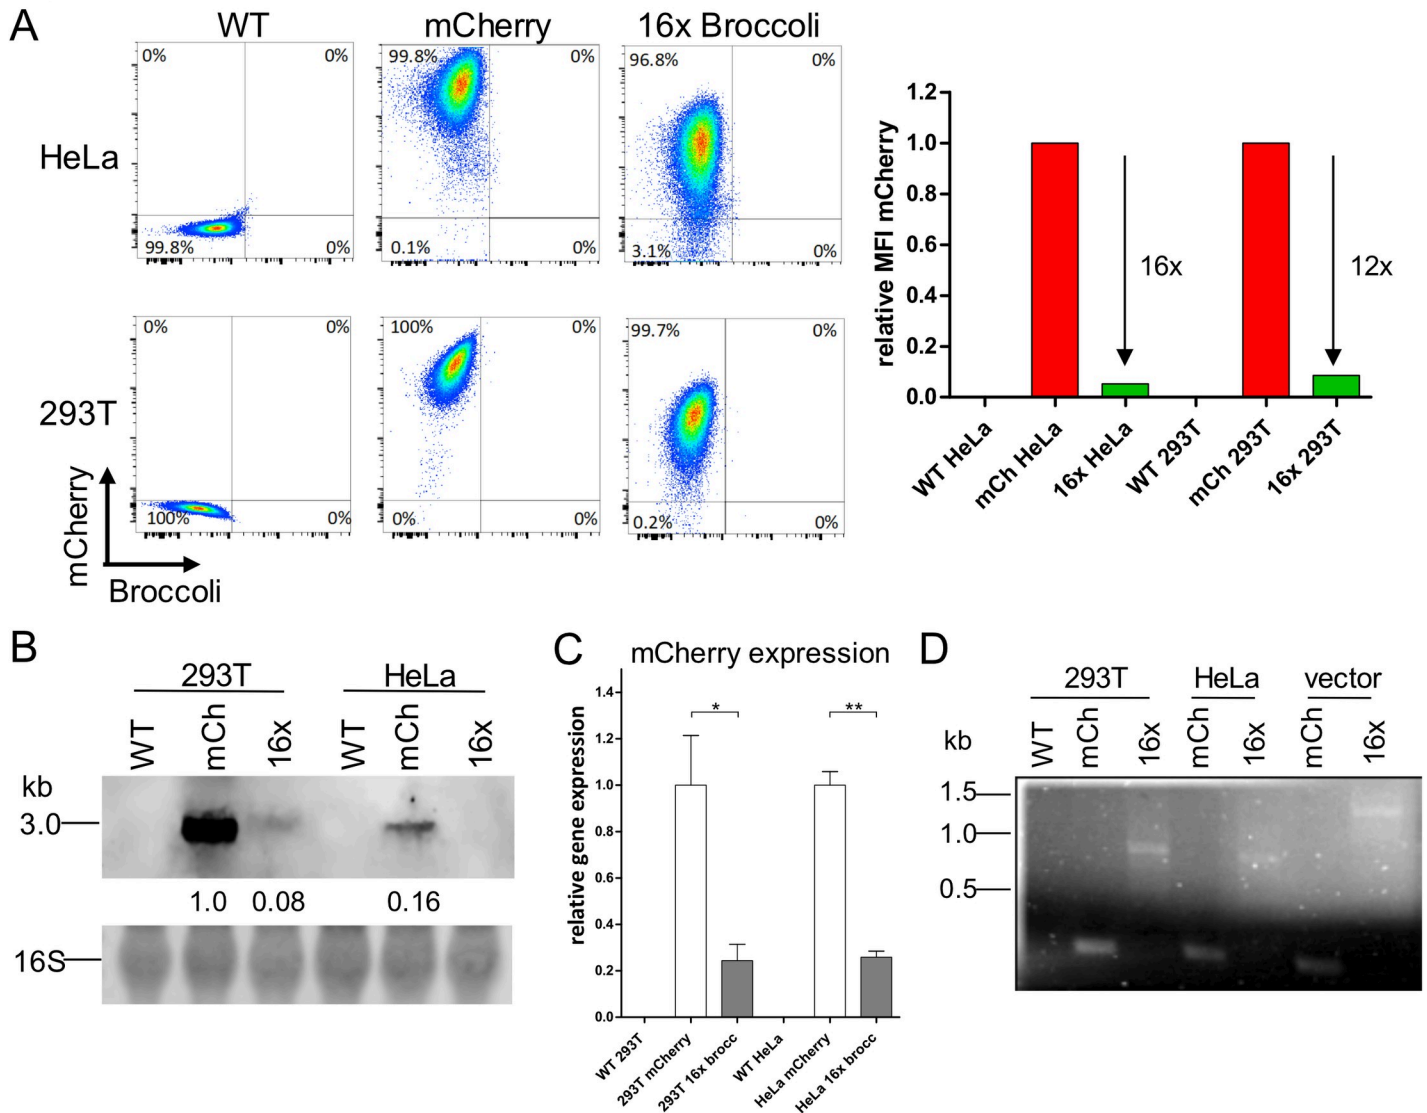 A
WT
mCherry
16x Broccoli
HeLa
0%
0%
99.8%
0%
99.8%
0%
0.1%
0%
96.8%
0%
3.1%
0%
293T
0%
0%
100%
0%
100%
0%
0%
0%
99.7%
0%
0.2%
0%
mCherry
Broccoli
relative MFI mCherry
1.2
1.0
0.8
0.6
0.4
0.2
0.0
16x
12x
WT HeLa
mCh HeLa
16x HeLa
WT 293T
mCh 293T
16x 293T
B
293T
HeLa
WT
mCh
16x
WT
mCh
16x
kb
3.0
1.0
0.08
0.16
16S
C
mCherry expression
relative gene expression
1.4
1.2
1.0
0.8
0.6
0.4
0.2
0.0
*
**
WT 293T
293T mCherry
293T 16x brocc
WT HeLa
HeLa mCherry
HeLa 16x brocc
D
293T
HeLa
vector
WT
mCh
16x
mCh
16x
mCh
16x
kb
1.5
1.0
0.5